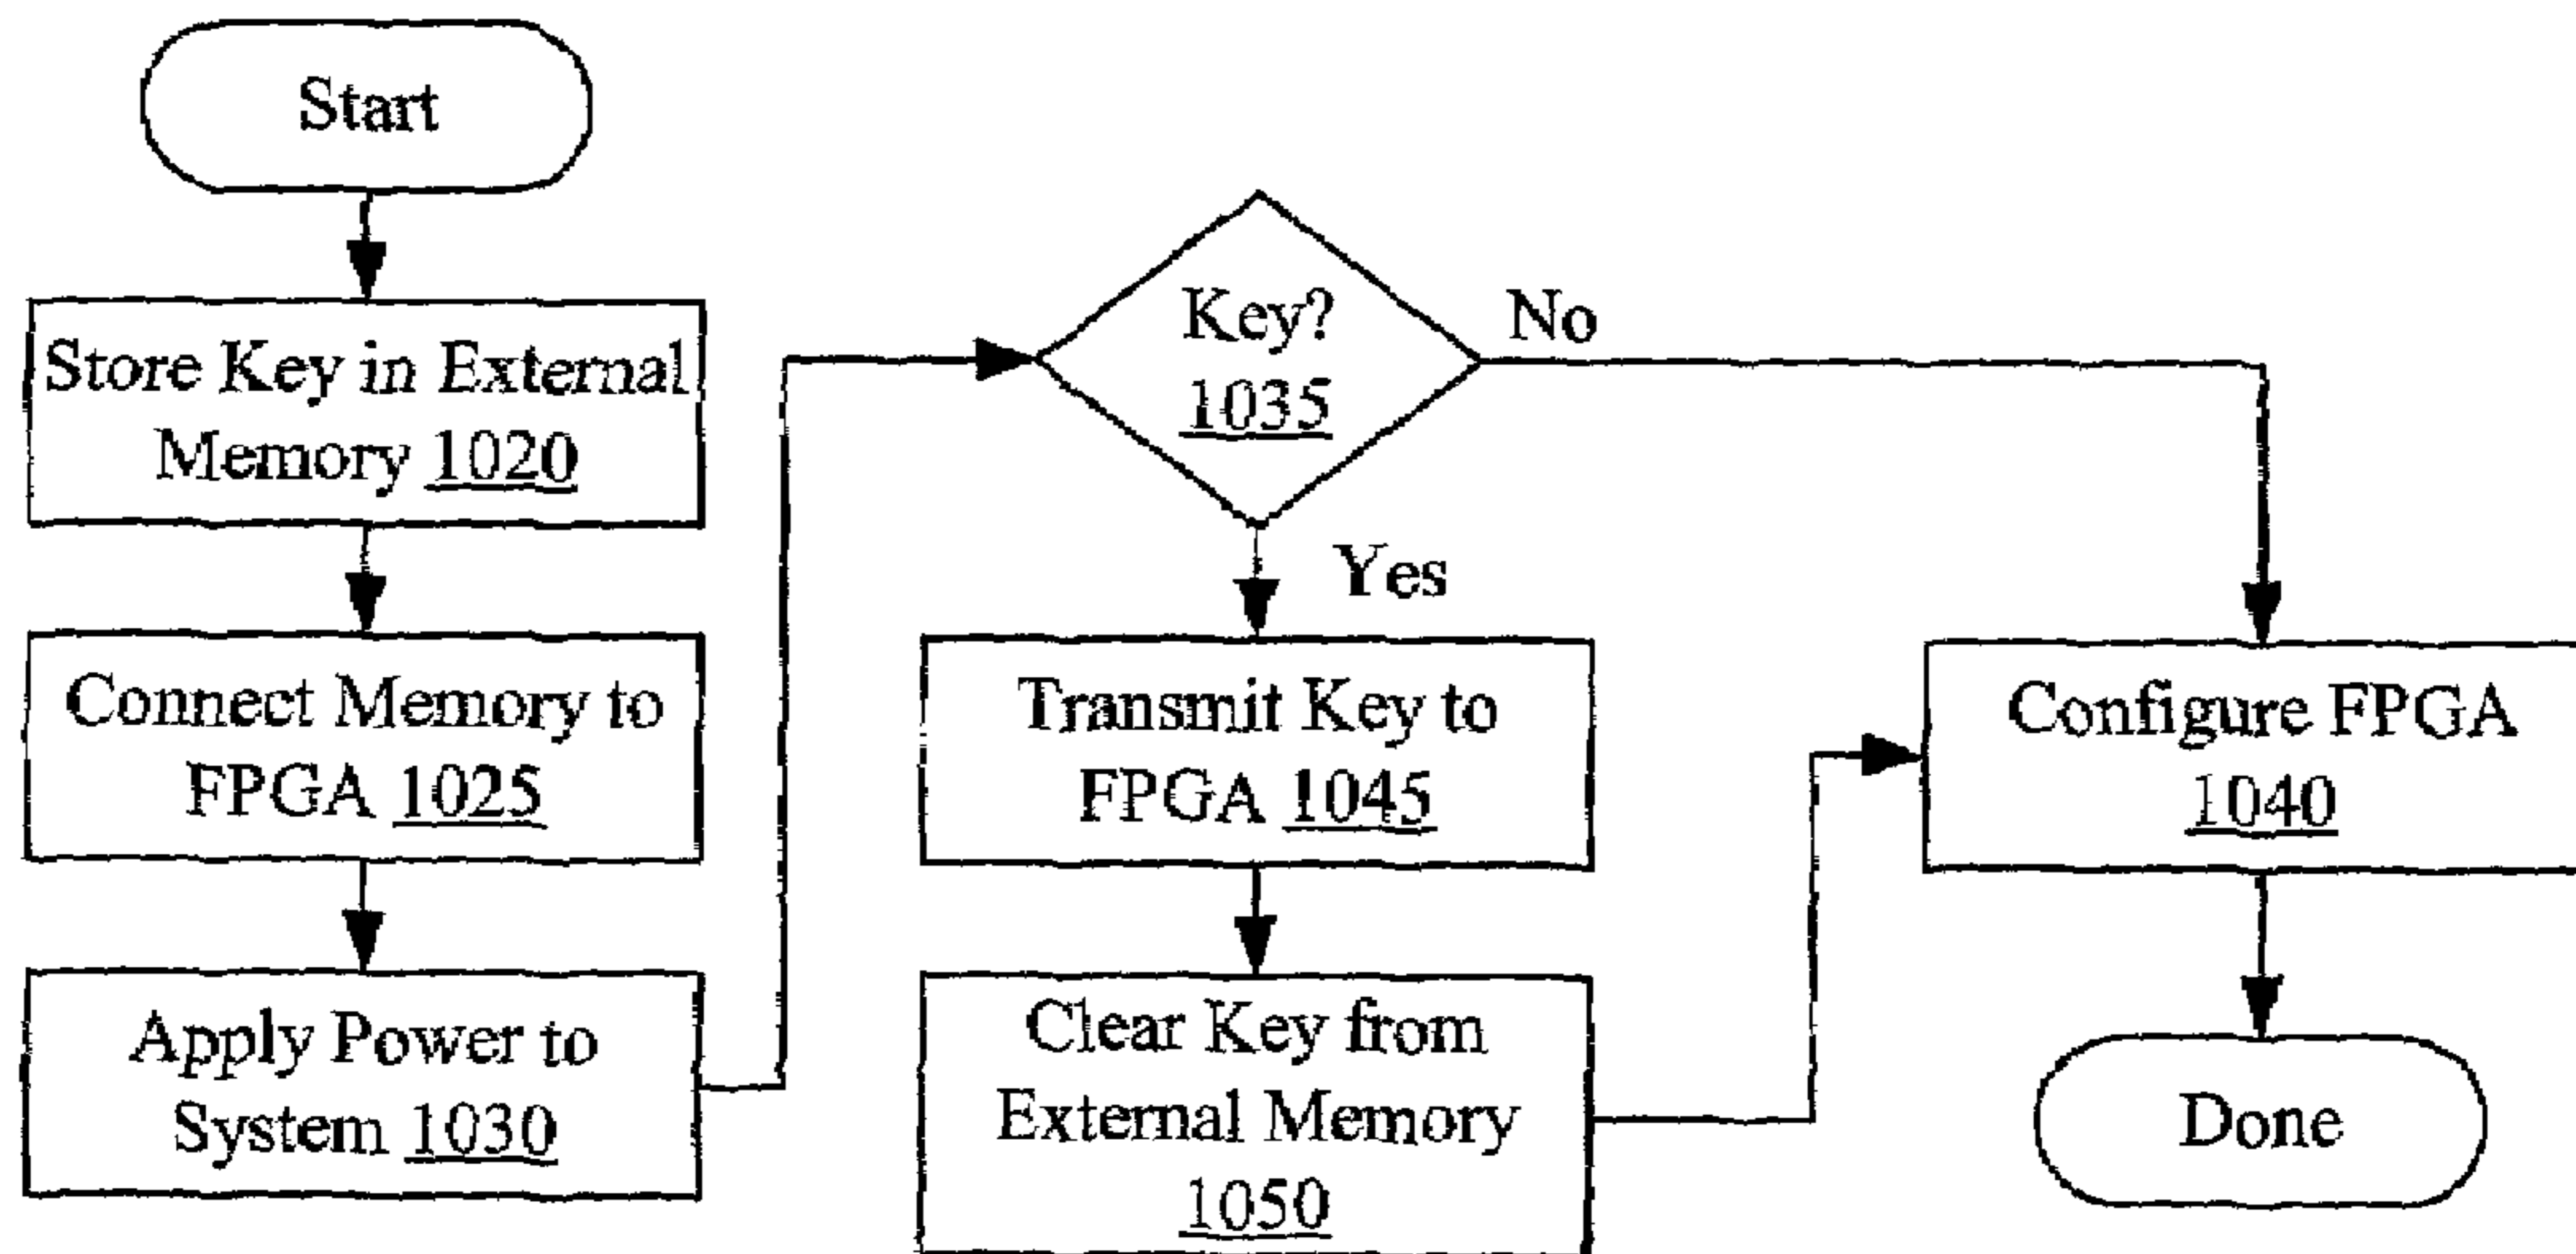 Start
Store Key in External
Memory 1020
Connect Memory to
FPGA 1025
Apply Power to
System 1030
Key?
1035
No
Yes
Transmit Key to
FPGA 1045
Clear Key from
External Memory
1050
Configure FPGA
1040
Done